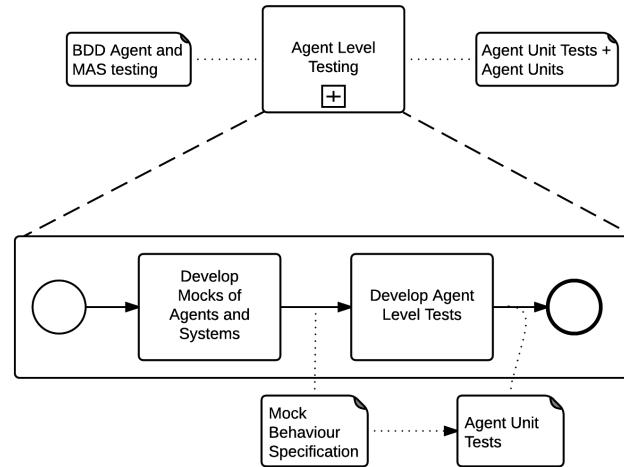 BDD Agent and
MAS testing
Agent Level
Testing
Agent Unit Tests +
Agent Units
Develop
Mocks of
Agents and
Systems
Develop Agent
Level Tests
Mock
Behaviour
Specification
Agent Unit
Tests